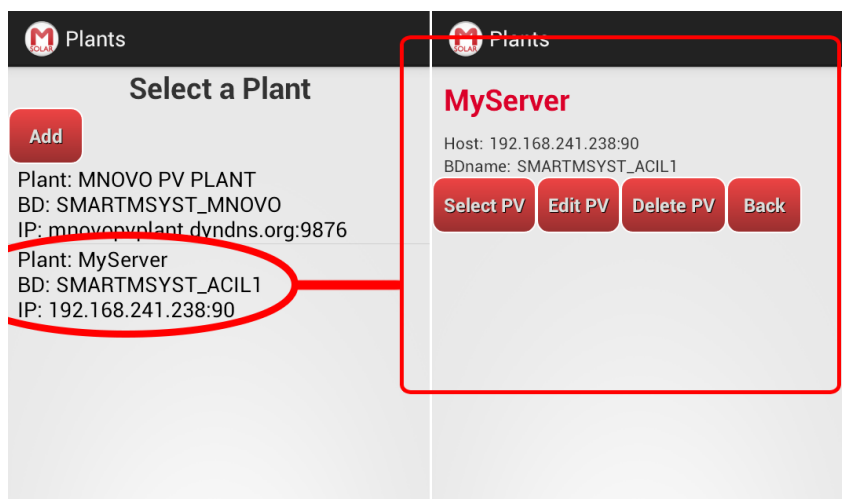 M
SOLAR
Plants
Select a Plant
Add
Plant: MNOVO PV PLANT
BD: SMARTMSYST_MNOVO
IP: mnovopvplant.dyndns.org:9876
Plant: MyServer
BD: SMARTMSYST_ACIL1
IP: 192.168.241.238:90
M
SOLAR
Plants
MyServer
Host: 192.168.241.238:90
BDname: SMARTMSYST_ACIL1
Select PV Edit PV Delete PV Back